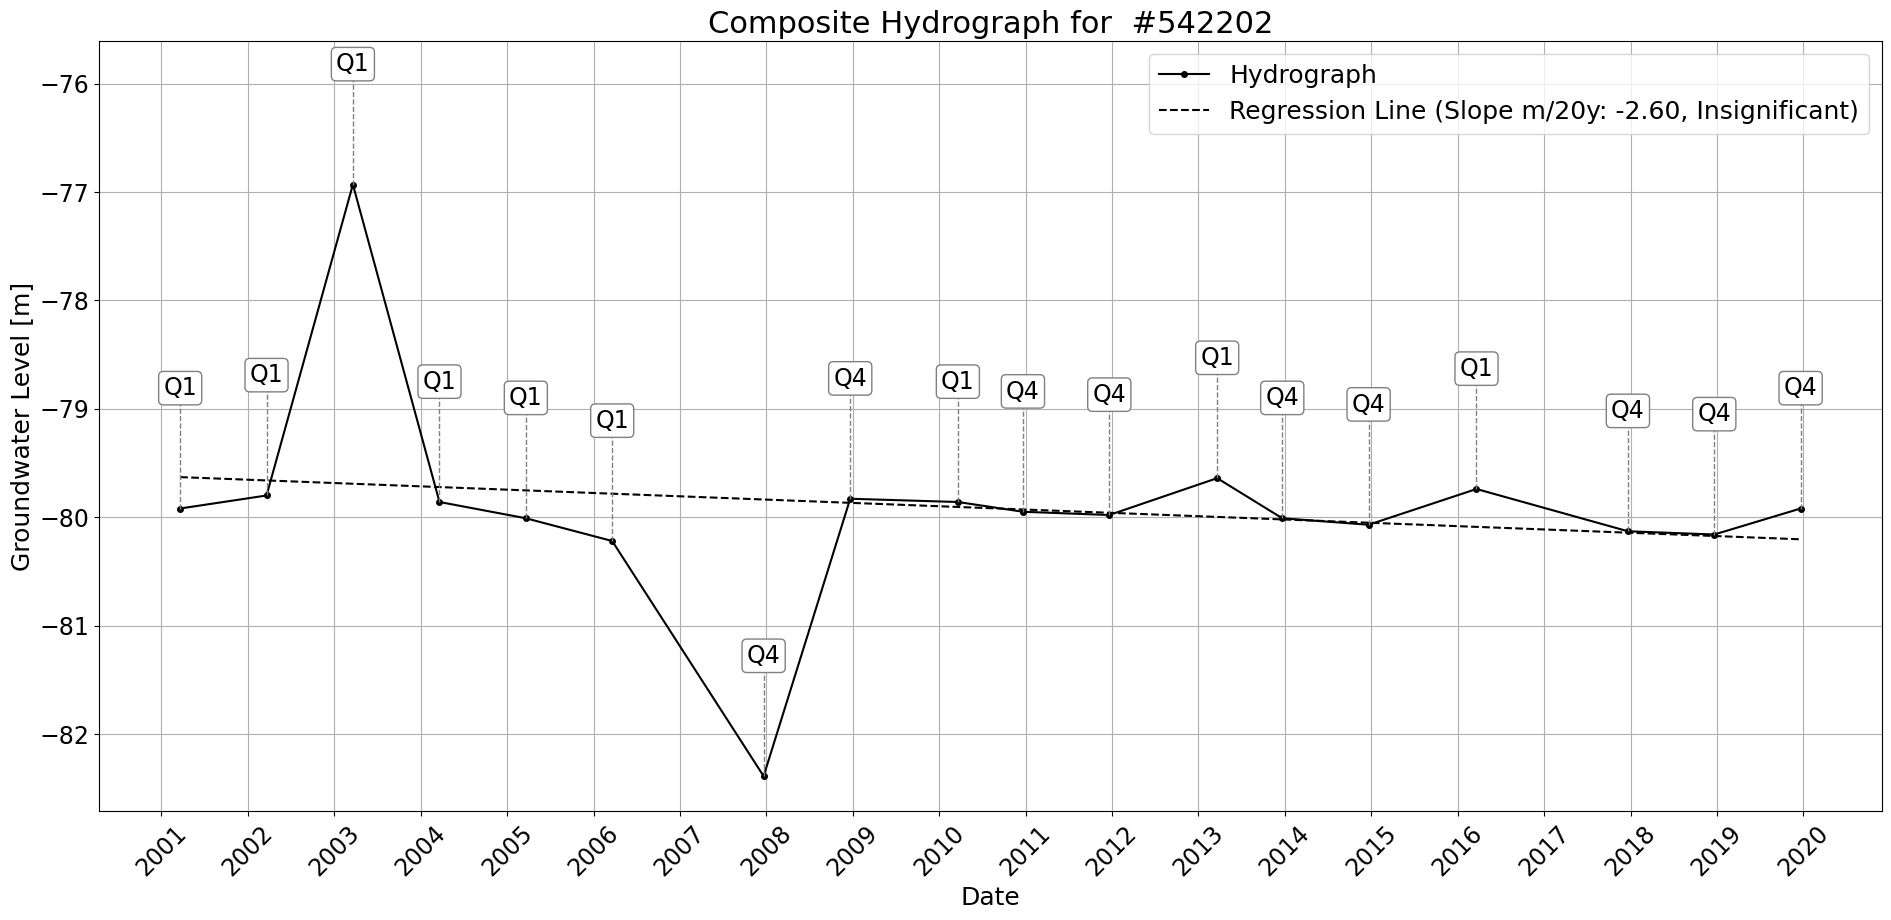 Composite Hydrograph for  #542202
Hydrograph
Regression Line (Slope m/20y: -2.60, Insignificant)
Groundwater Level [m]
−76
−77
−78
−79
−80
−81
−82
Q1
Q1
Q1
Q1
Q1
Q1
Q4
Q4
Q1
Q4
Q4
Q1
Q4
Q4
Q1
Q4
Q4
Q4
2001
2002
2003
2004
2005
2006
2007
2008
2009
2010
2011
2012
2013
2014
2015
2016
2017
2018
2019
2020
Date